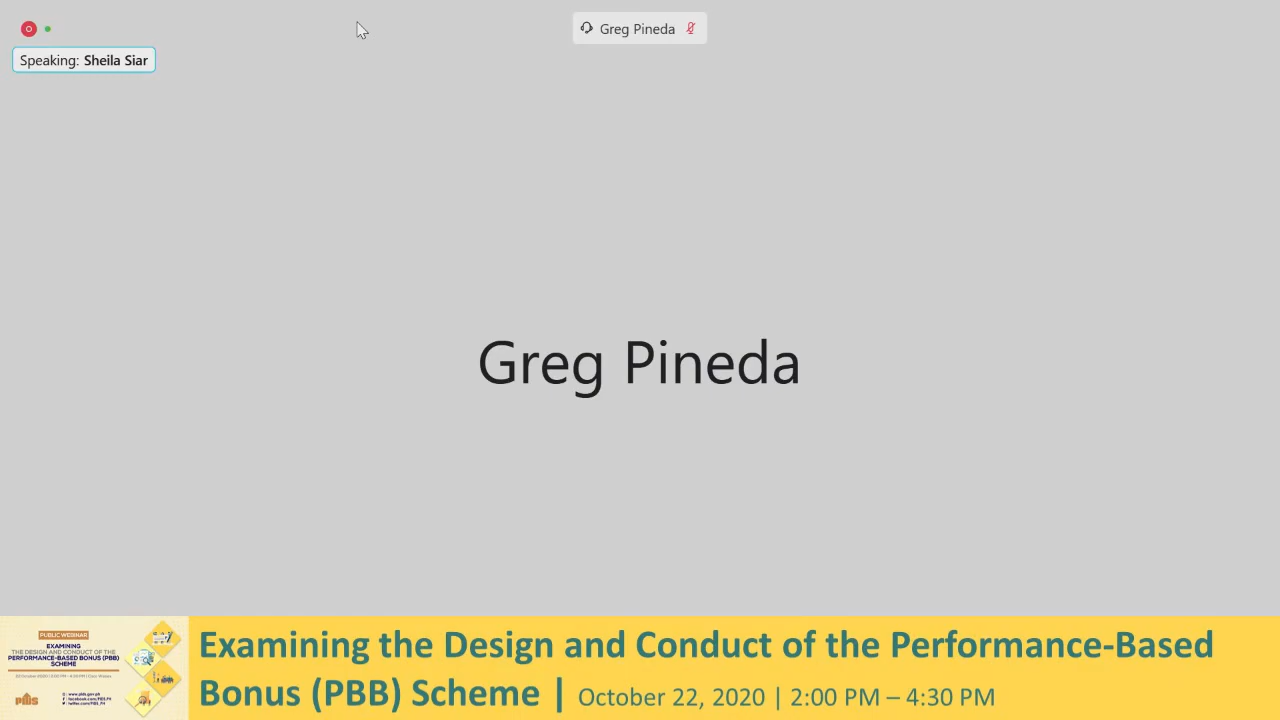 Greg Pineda
Speaking: Sheila Siar
Greg Pineda
PUBLIC WEBINAR
EXAMINING
THE DESIGN AND CONDUCT OF THE
PERFORMANCE-BASED BONUS (PBB)
SCHEME
Examining the Design and Conduct of the Performance-Based
Bonus (PBB) Scheme | October 22, 2020 | 2:00 PM – 4:30 PM